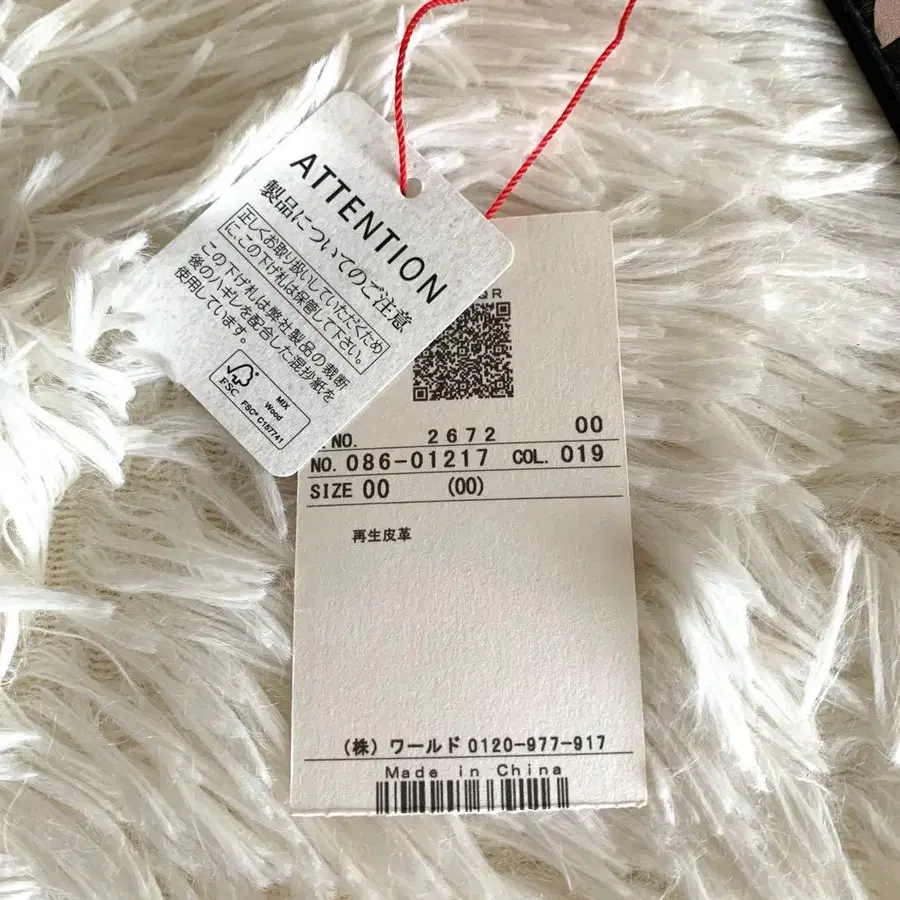 ATTENTION
製品についてのご注意
正しくお取り扱いしていただくため
に、この下げ札は保管して下さい。
この下げ札は弊社製品の裁断
後のハギレを配合した混抄紙を
使用しています。
FSC
MIX
Wood
FSC® C157741
QR
NO. 2672 00
NO. 086-01217 COL. 019
SIZE 00 (00)
再生皮革
(株) ワールド 0120-977-917
Made in China